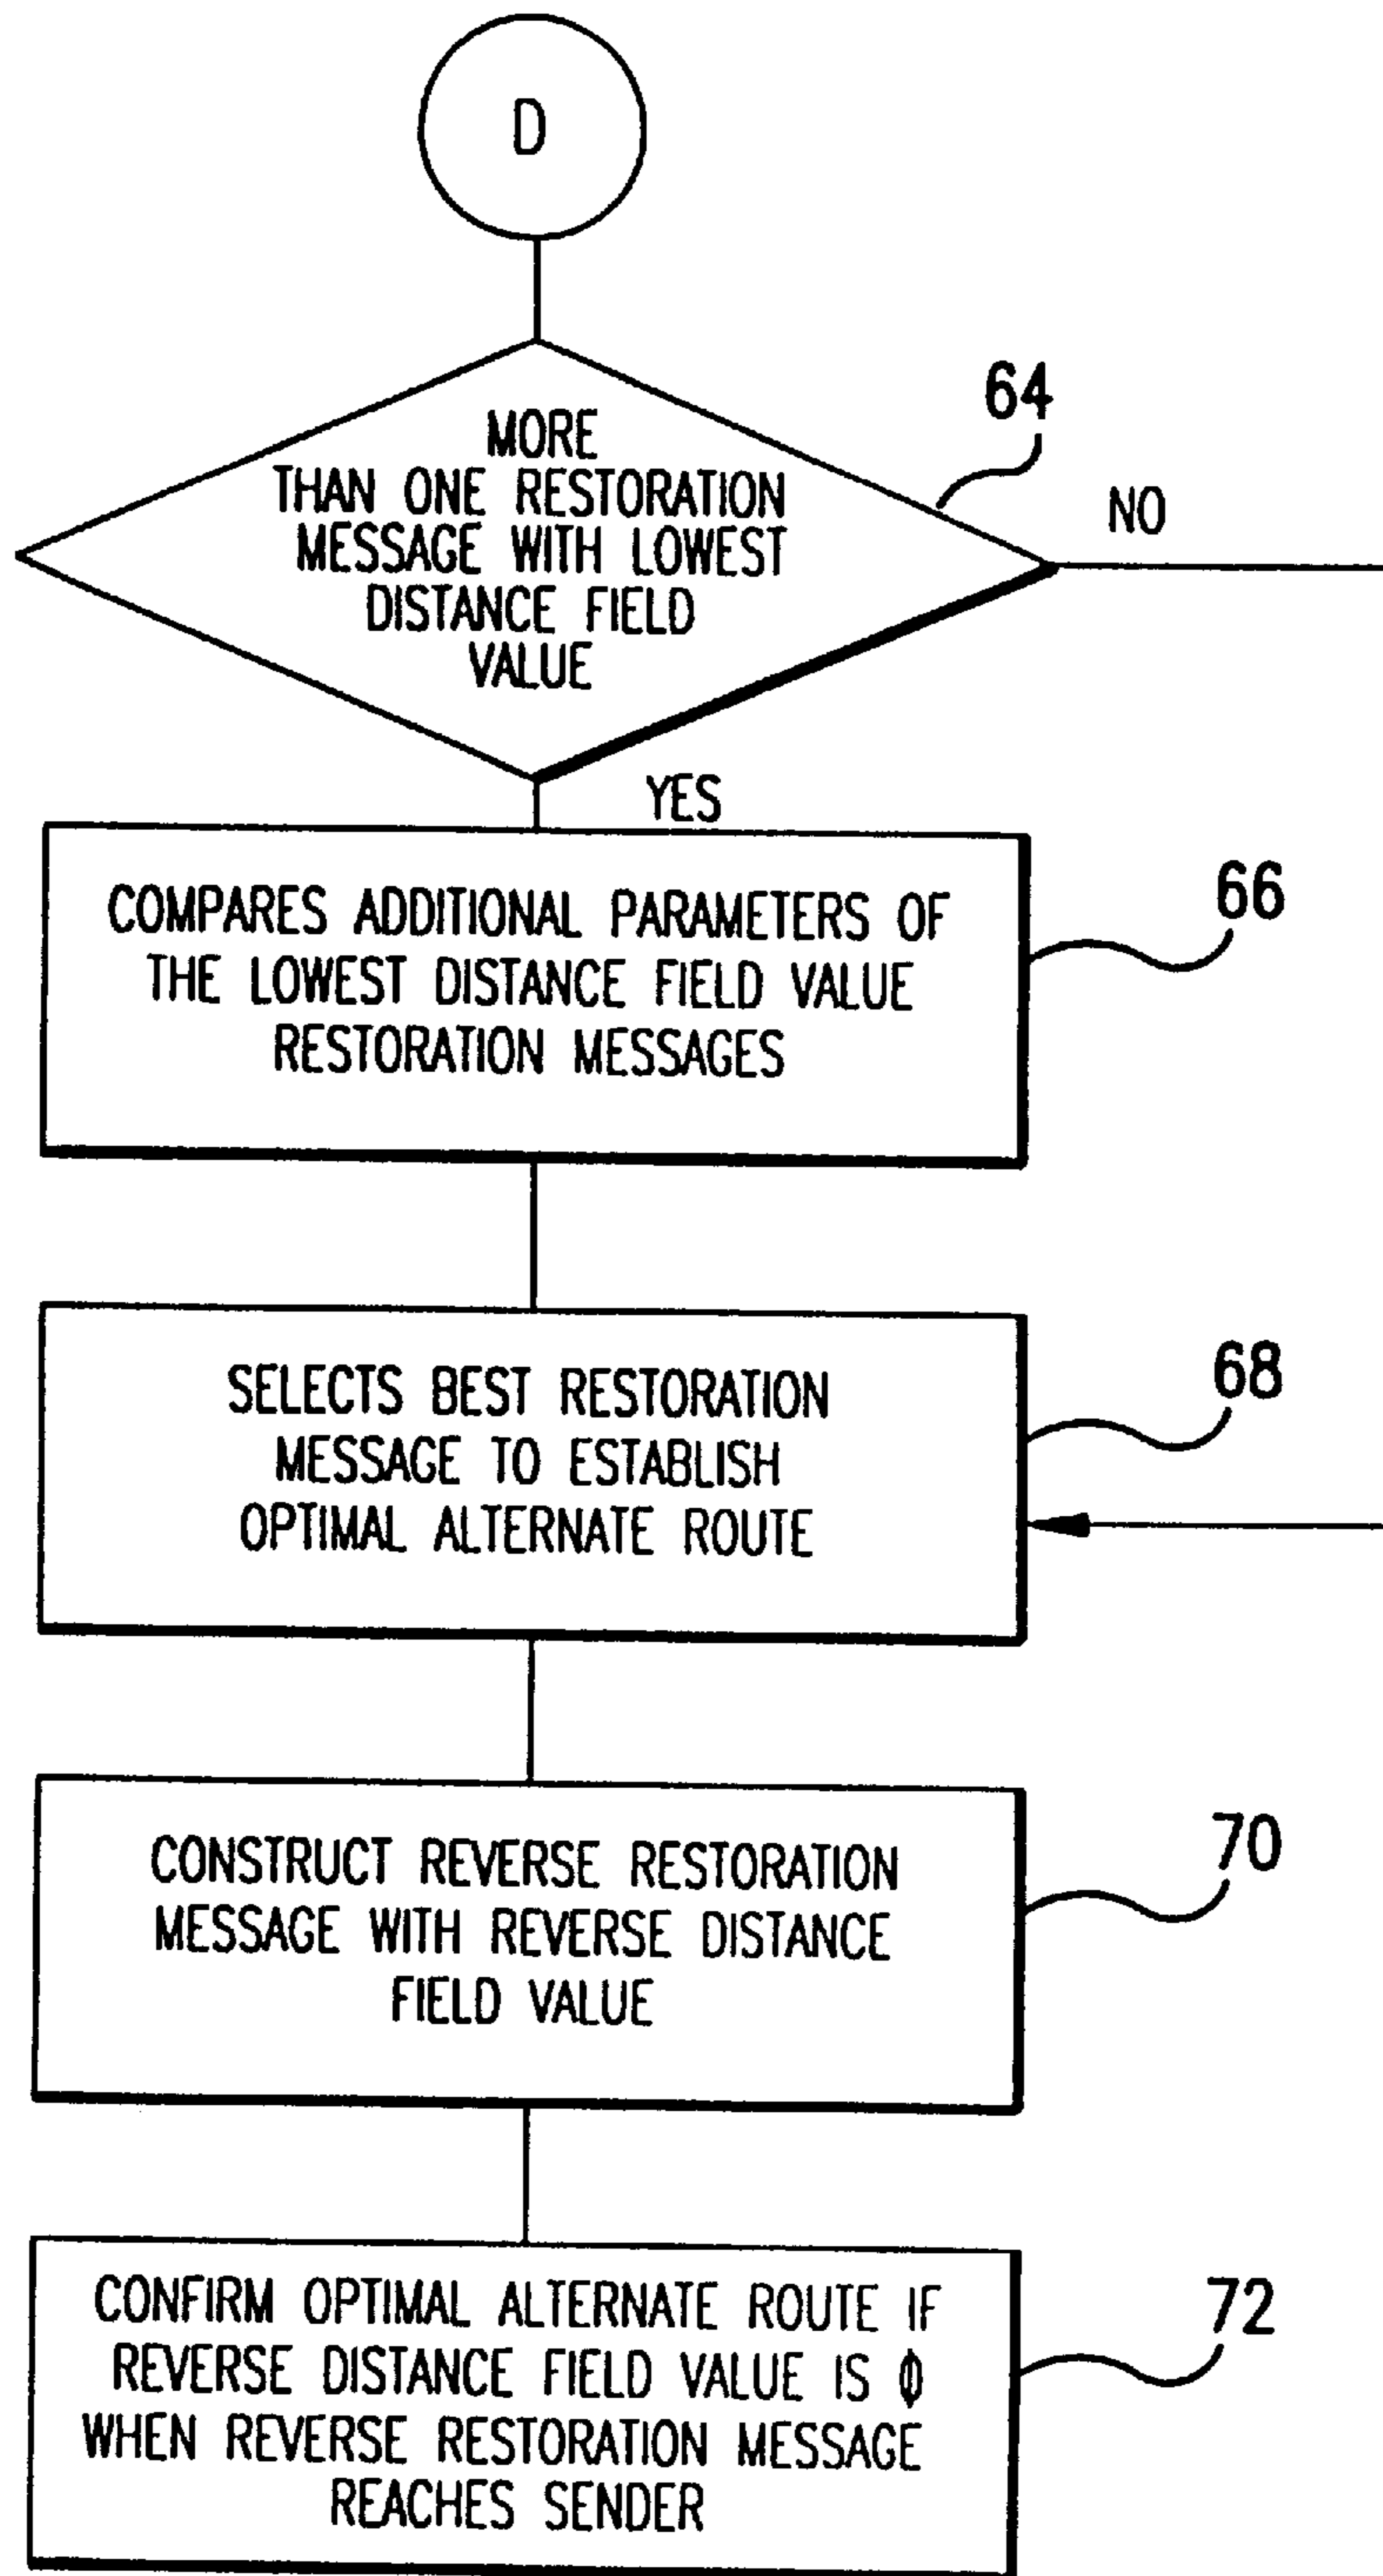 D
MORE
THAN ONE RESTORATION
MESSAGE WITH LOWEST
DISTANCE FIELD
VALUE
64
NO
YES
COMPARES ADDITIONAL PARAMETERS OF
THE LOWEST DISTANCE FIELD VALUE
RESTORATION MESSAGES
66
SELECTS BEST RESTORATION
MESSAGE TO ESTABLISH
OPTIMAL ALTERNATE ROUTE
68
CONSTRUCT REVERSE RESTORATION
MESSAGE WITH REVERSE DISTANCE
FIELD VALUE
70
CONFIRM OPTIMAL ALTERNATE ROUTE IF
REVERSE DISTANCE FIELD VALUE IS ϕ
WHEN REVERSE RESTORATION MESSAGE
REACHES SENDER
72